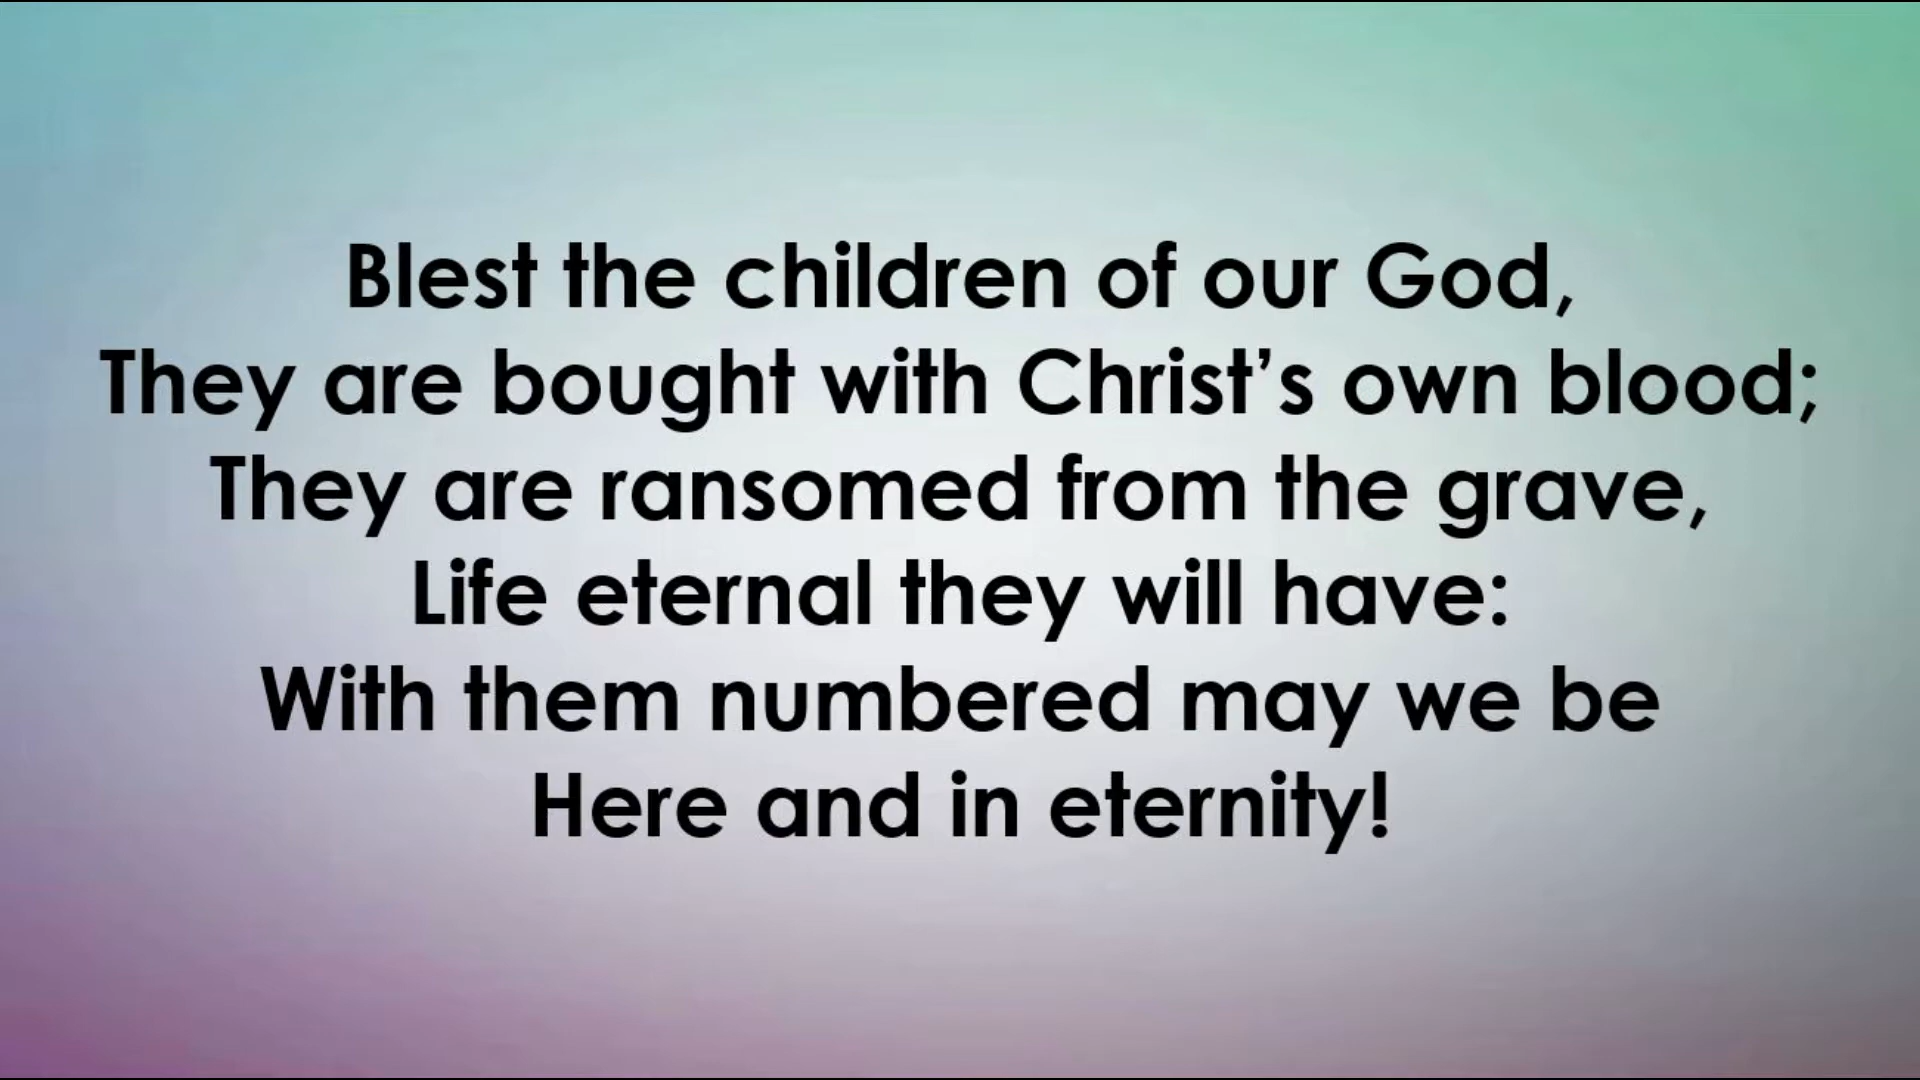 Blest the children of our God,
They are bought with Christ’s own blood;
They are ransomed from the grave,
Life eternal they will have:
With them numbered may we be
Here and in eternity!